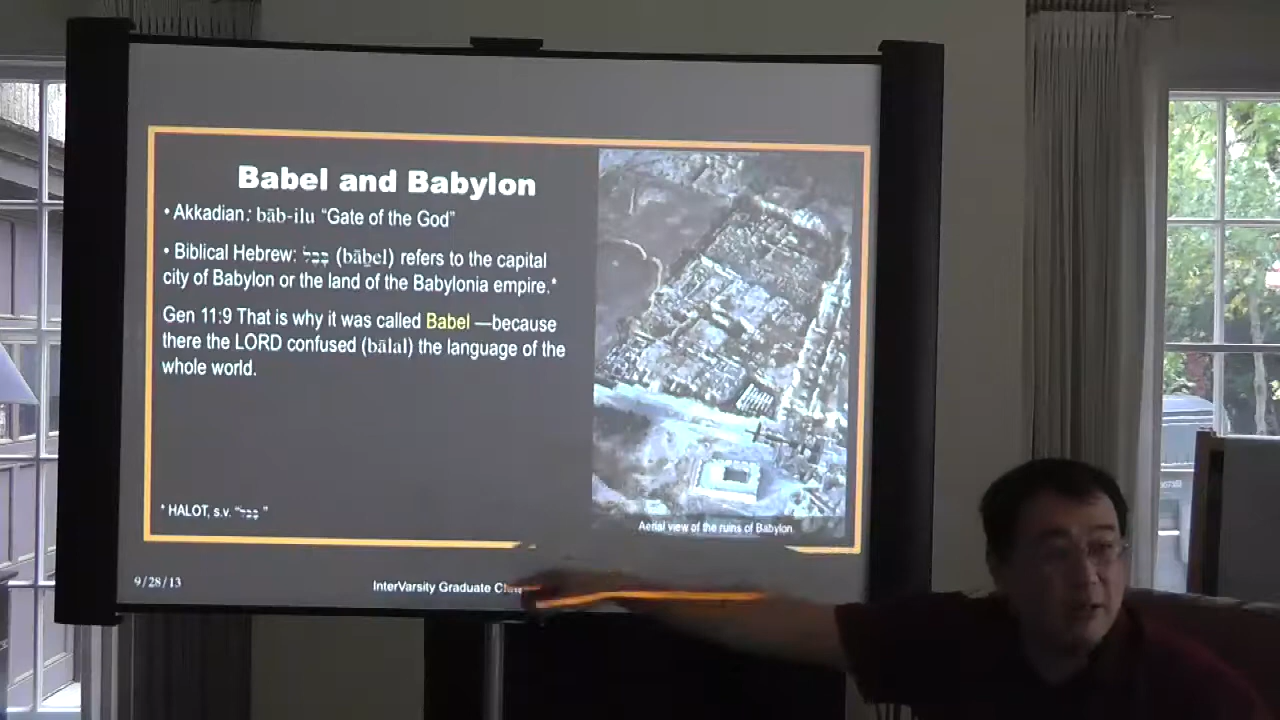 Babel and Babylon
• Akkadian: bāb-ilu “Gate of the God”
• Biblical Hebrew: בָּבֶל (bāḇel) refers to the capital
city of Babylon or the land of the Babylonia empire.*
Gen 11:9 That is why it was called Babel —because
there the LORD confused (bālal) the language of the
whole world.
* HALOT, s.v. “בָּבֶל ”
Aerial view of the ruins of Babylon
9/28/13
InterVarsity Graduate